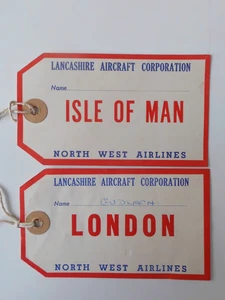 LANCASHIRE AIRCRAFT CORPORATION
Name
ISLE OF MAN
NORTH WEST AIRLINES
LANCASHIRE AIRCRAFT CORPORATION
Name
LONDON
NORTH WEST AIRLINES